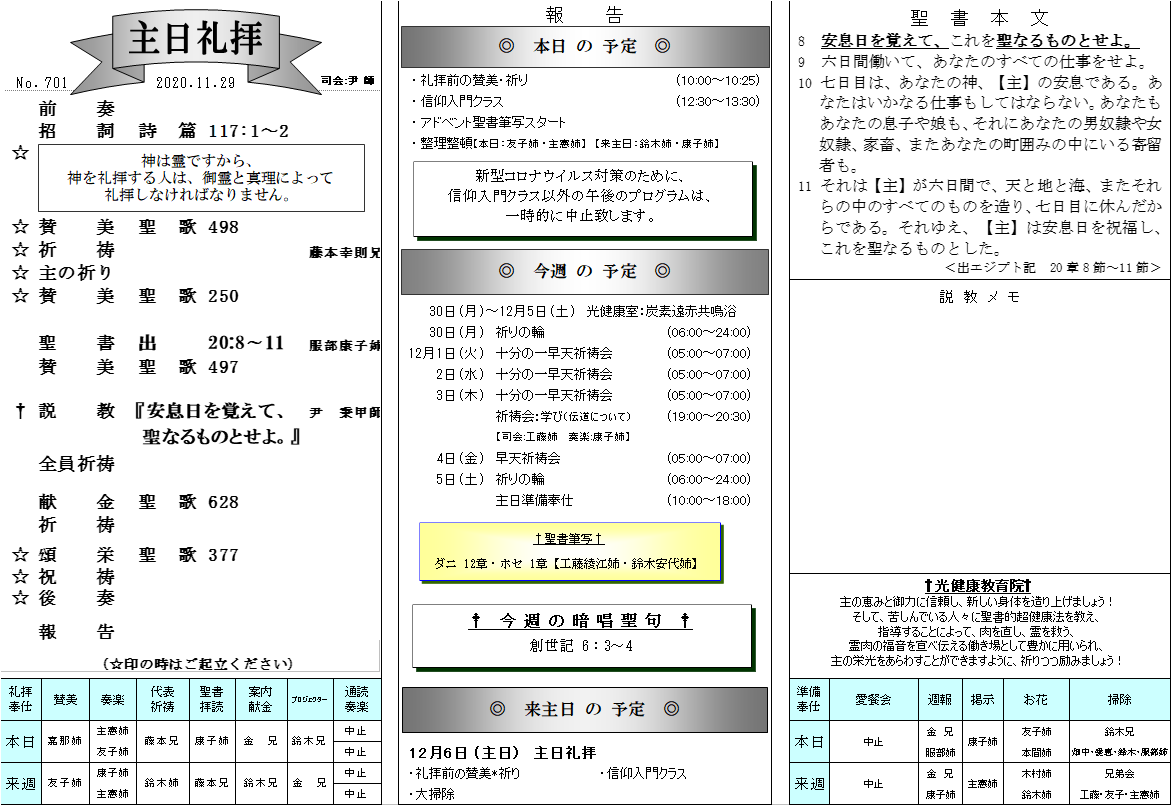 主日礼拝
No. 701
2020.11.29
司会:尹 師
前 奏
招 詞 詩 篇 117:1～2
☆
神は霊ですから、
神を礼拝する人は、御霊と真理によって
礼拝しなければなりません。
☆ 賛 美 聖 歌 498
☆ 祈 祷 藤本幸則兄
☆ 主の祈り
☆ 賛 美 聖 歌 250
聖 書 出 20:8～11 服部康子姉
賛 美 聖 歌 497
† 説 教 『安息日を覚えて、 尹 秉甲師
聖なるものとせよ。』
全員祈祷
献 金 聖 歌 628
祈 祷
☆ 頌 栄 聖 歌 377
☆ 祝 祷
☆ 後 奏
報 告
(☆印の時はご起立ください)
礼拝奉仕 賛美 奏楽 代表祈祷 聖書拝読 案内献金 プロジェクター 通読奏楽
本日 嘉那姉 主憲姉 友子姉 藤本兄 康子姉 金 兄 鈴木兄 中止 中止
来週 友子姉 康子姉 主憲姉 鈴木姉 藤本兄 鈴木兄 金 兄 中止 中止
報 告
◎ 本日 の 予定 ◎
・礼拝前の賛美・祈り (10:00～10:25)
・信仰入門クラス (12:30～13:30)
・アドベント聖書筆写スタート
・整理整頓【本日:友子姉・主憲姉】【来主日:鈴木姉・康子姉】
新型コロナウイルス対策のために、
信仰入門クラス以外の午後のプログラムは、
一時的に中止致します。
◎ 今週 の 予定 ◎
30日(月)～12月5日(土) 光健康室:炭素遠赤共鳴浴
30日(月) 祈りの輪 (06:00～24:00)
12月1日(火) 十分の一早天祈祷会 (05:00～07:00)
2日(水) 十分の一早天祈祷会 (05:00～07:00)
3日(木) 十分の一早天祈祷会 (05:00～07:00)
祈祷会:学び(伝道について) (19:00～20:30)
【司会:工藤姉 奏楽:康子姉】
4日(金) 早天祈祷会 (05:00～07:00)
5日(土) 祈りの輪 (06:00～24:00)
主日準備奉仕 (10:00～18:00)
†聖書筆写†
ダニ 12章・ホセ 1章【工藤綾江姉・鈴木安代姉】
† 今週の暗唱聖句 †
創世記 6：3～4
◎ 来主日 の 予定 ◎
12月6日(主日) 主日礼拝
・礼拝前の賛美*祈り ・信仰入門クラス
・大掃除
聖書本文
8 安息日を覚えて、これを聖なるものとせよ。
9 六日間働いて、あなたのすべての仕事をせよ。
10 七日目は、あなたの神、【主】の安息である。あ
なたはいかなる仕事もしてはならない。あなたも
あなたの息子や娘も、それにあなたの男奴隷や女
奴隷、家畜、またあなたの町囲みの中にいる寄留
者も。
11 それは【主】が六日間で、天と地と海、またそれ
らの中のすべてのものを造り、七日目に休んだか
らである。それゆえ、【主】は安息日を祝福し、
これを聖なるものとした。
＜出エジプト記 20章8節～11節＞
説教メモ
†光健康教育院†
主の恵みと御力に信頼し、新しい身体を造り上げましょう！
そして、苦しんでいる人々に聖書的超健康法を教え、
指導することによって、肉を直し、霊を救う、
霊肉の福音を宣べ伝える働き場として豊かに用いられ、
主の栄光をあらわすことができますように、祈りつつ励みましょう！
準備奉仕 愛餐会 週報 掲示 お花 掃除
本日 中止 金 兄 服部姉 康子姉 友子姉 本間姉 鈴木兄 畑中・愛恵・鈴木・服部姉
来週 中止 金 兄 康子姉 主憲姉 木村姉 鈴木姉 兄弟会 工藤・友子・主憲姉